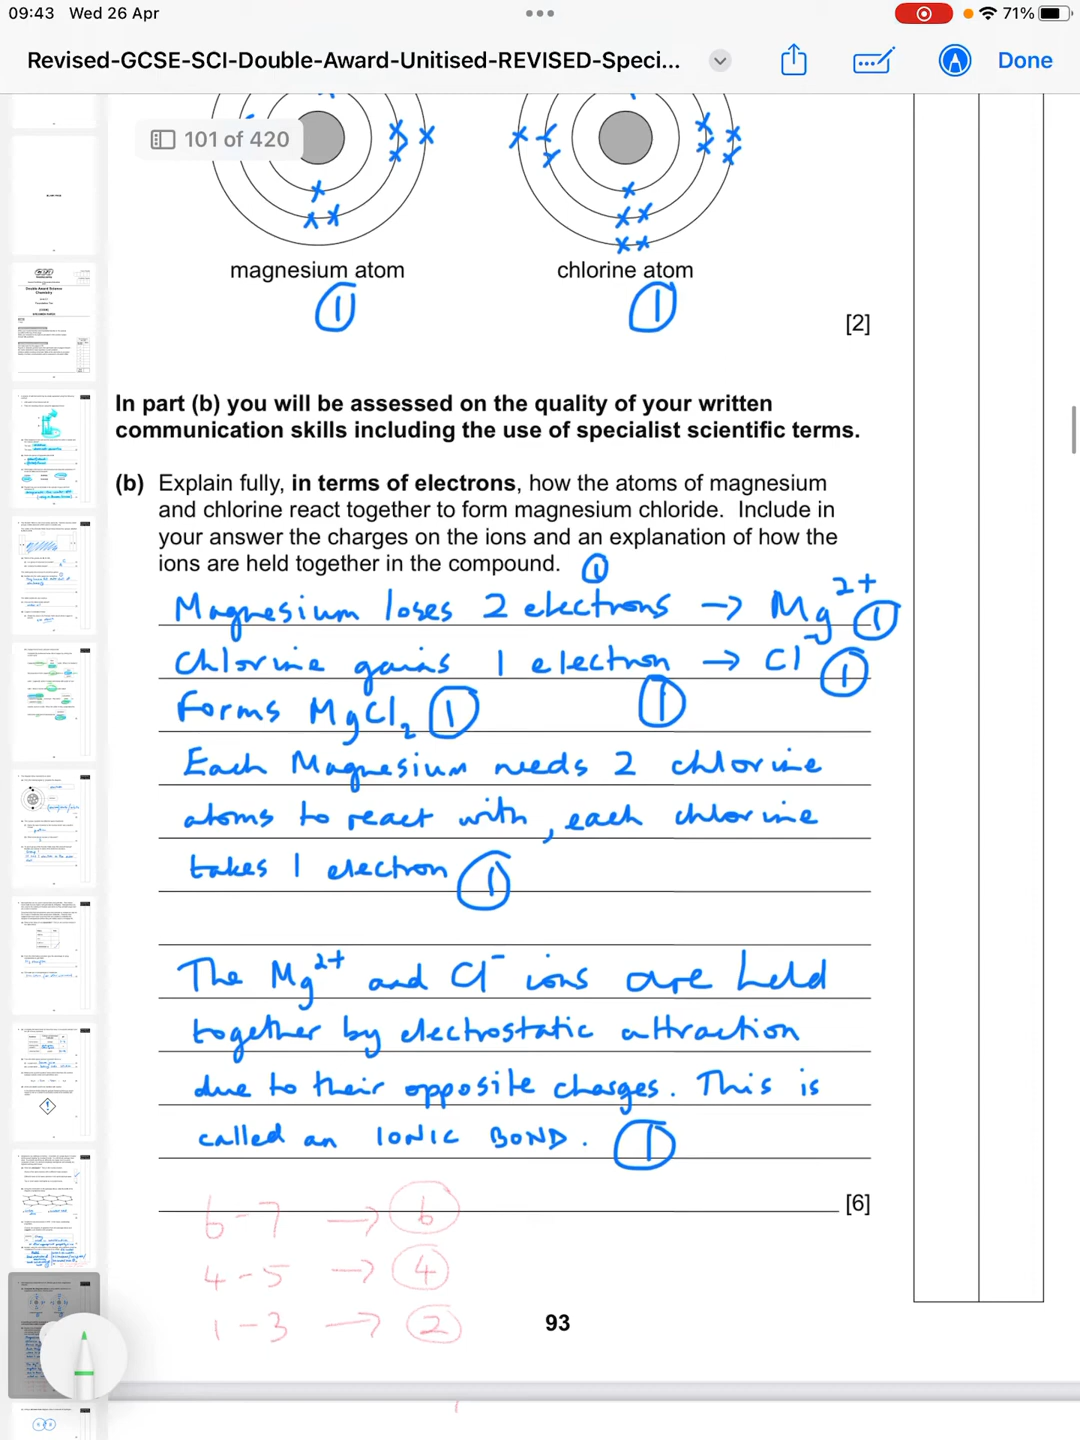 09:43 Wed 26 Apr
71%
Revised-GCSE-SCI-Double-Award-Unitised-REVISED-Speci...
Done
101 of 420
magnesium atom
chlorine atom
1
1
[2]
In part (b) you will be assessed on the quality of your written
communication skills including the use of specialist scientific terms.
(b) Explain fully, in terms of electrons, how the atoms of magnesium
and chlorine react together to form magnesium chloride. Include in
your answer the charges on the ions and an explanation of how the
ions are held together in the compound.
1
Magnesium loses 2 electrons → Mg²⁺ 1
Chlorine gains 1 electron → Cl⁻ 1
1
Forms MgCl₂ 1
Each Magnesium needs 2 chlorine
atoms to react with, each chlorine
takes 1 electron 1
The Mg²⁺ and Cl⁻ ions are held
together by electrostatic attraction
due to their opposite charges. This is
called an IONIC BOND. 1
[6]
6-7 → 6
4-5 → 4
1-3 → 2
93